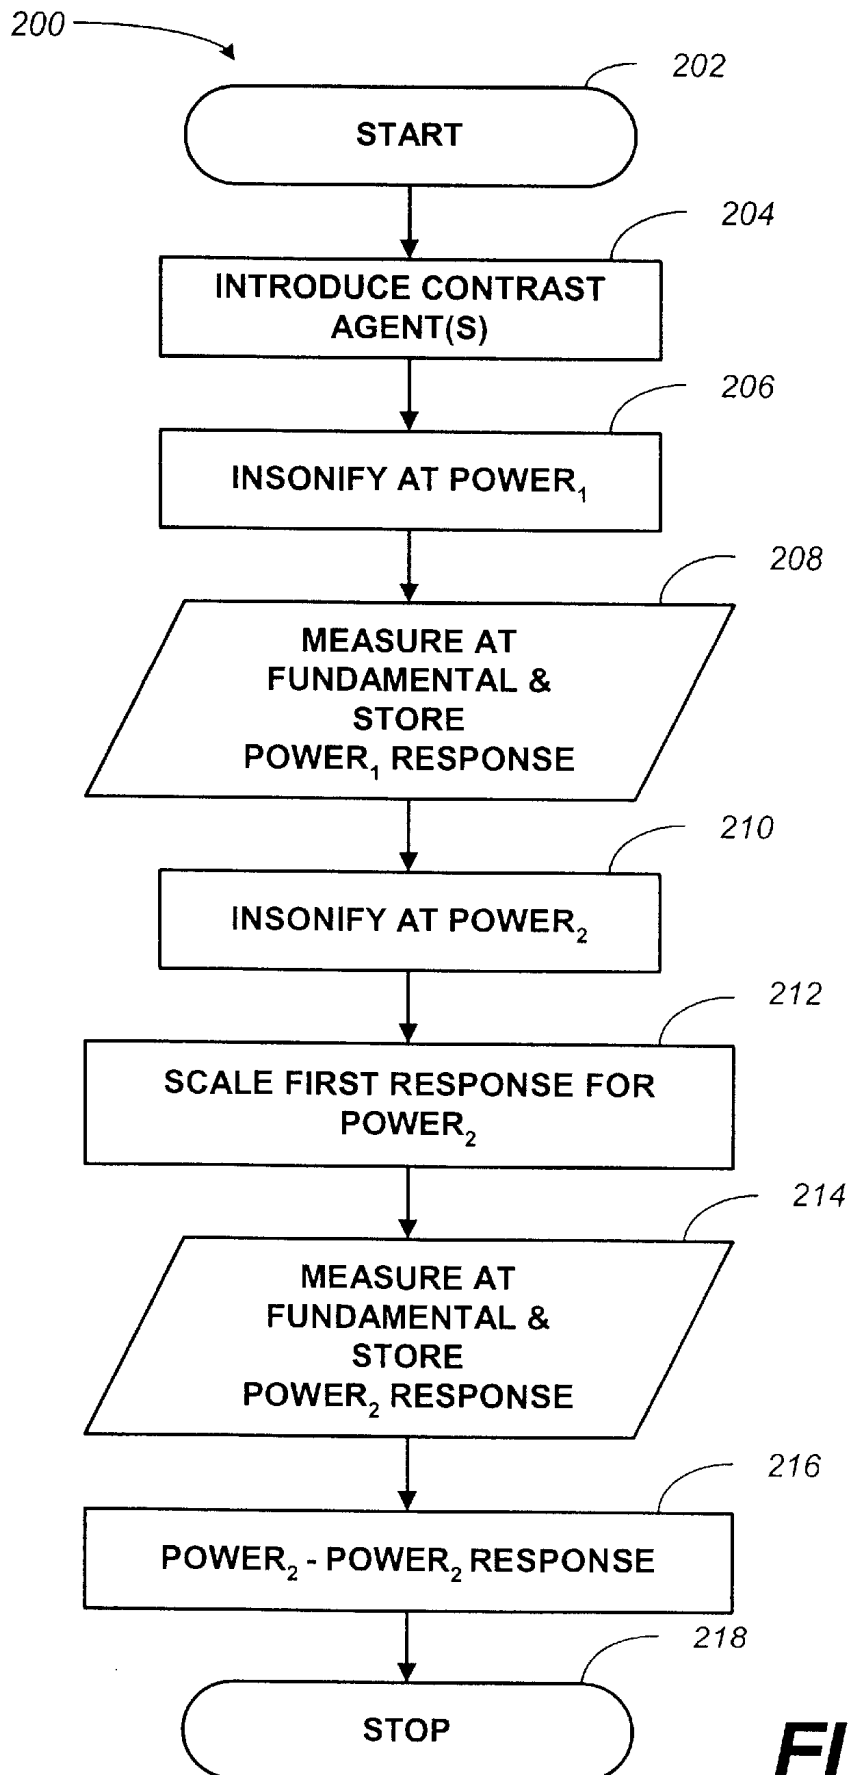 200
202
START
204
INTRODUCE CONTRAST
AGENT(S)
206
INSONIFY AT POWER₁
208
MEASURE AT
FUNDAMENTAL &
STORE
POWER₁ RESPONSE
210
INSONIFY AT POWER₂
212
SCALE FIRST RESPONSE FOR
POWER₂
214
MEASURE AT
FUNDAMENTAL &
STORE
POWER₂ RESPONSE
216
POWER₂ - POWER₂ RESPONSE
218
STOP
FI